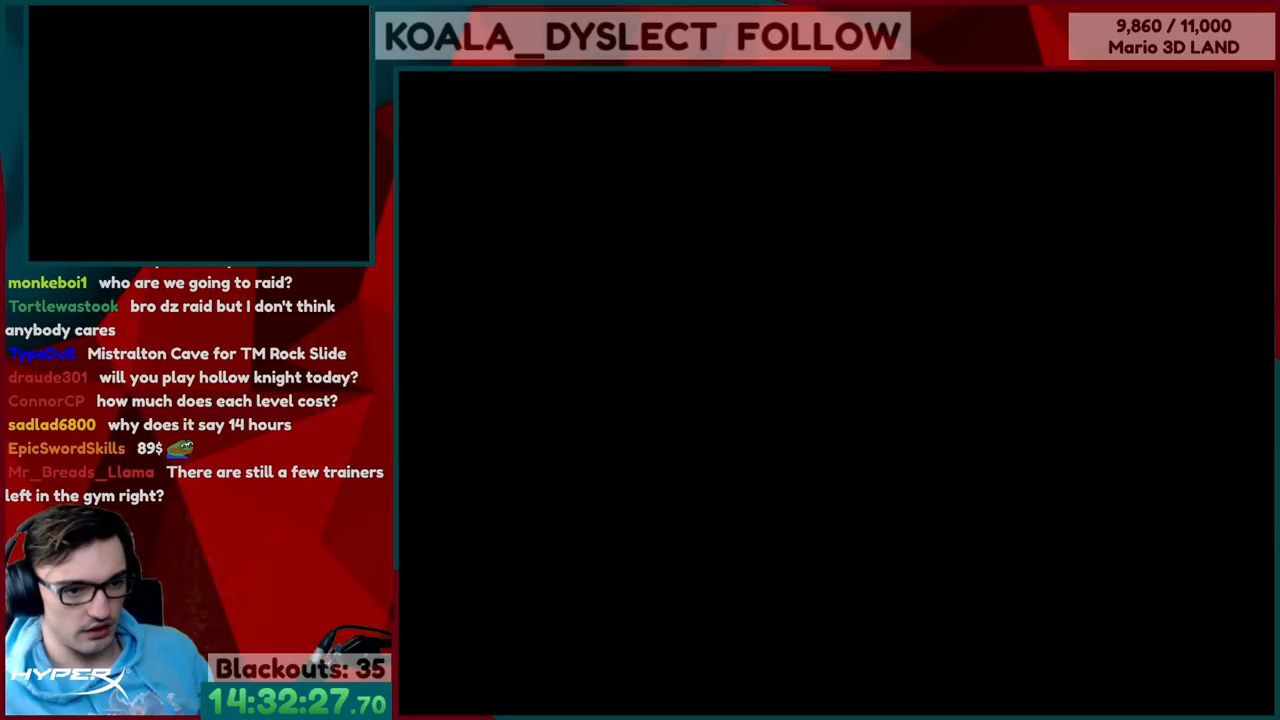 KOALA_DYSLECT FOLLOW
9,860 / 11,000
Mario 3D LAND
monkeboi1 who are we going to raid?
Tortlewastook bro dz raid but I don't think
anybody cares
TypeDull Mistralton Cave for TM Rock Slide
draude301 will you play hollow knight today?
ConnorCP how much does each level cost?
sadlad6800 why does it say 14 hours
EpicSwordSkills 89$
Mr_Breads_Llama There are still a few trainers
left in the gym right?
HYPERX
Blackouts: 35
14:32:27.70